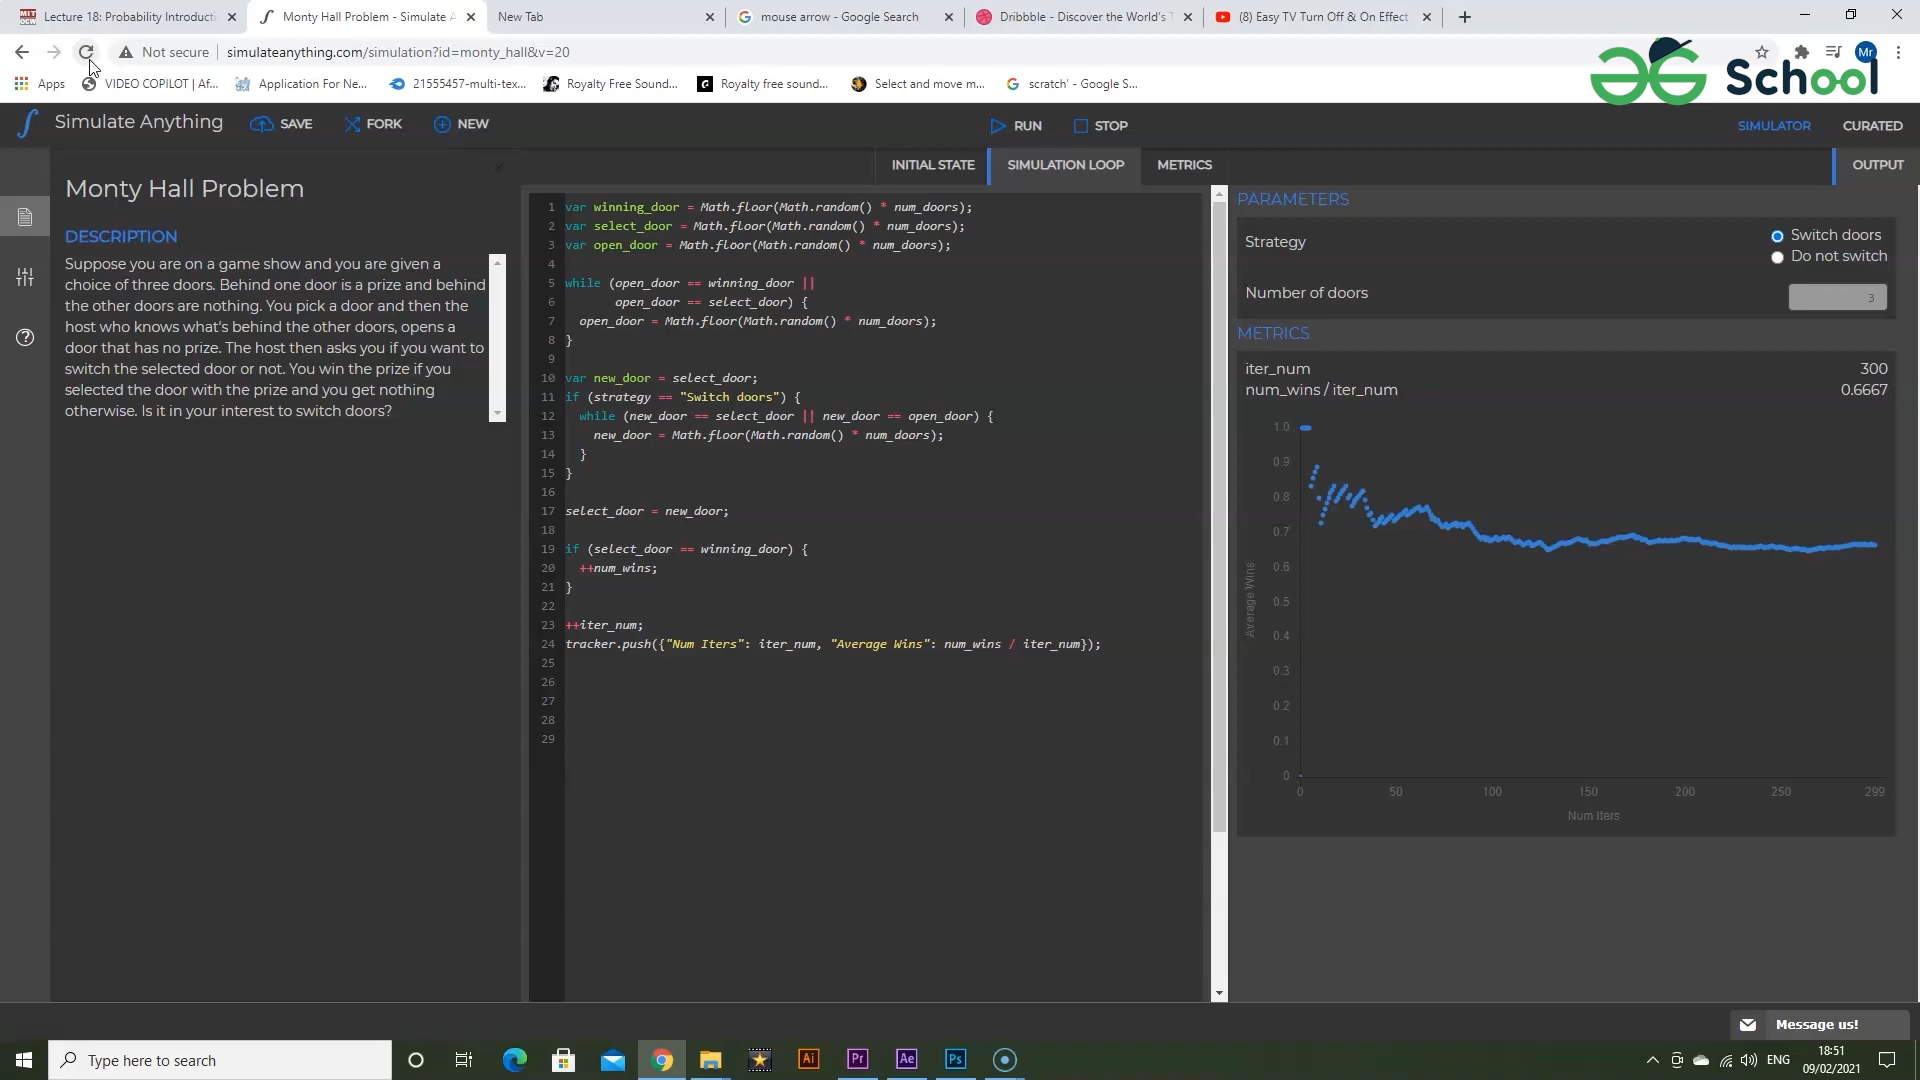 Lecture 18: Probability Introducti
Monty Hall Problem - Simulate A
New Tab
mouse arrow - Google Search
Dribbble - Discover the World's T
(8) Easy TV Turn Off & On Effect
Not secure
simulateanything.com/simulation?id=monty_hall&v=20
Mr
Apps
VIDEO COPILOT | Af...
Application For Ne...
21555457-multi-tex...
Royalty Free Sound...
Royalty free sound...
Select and move m...
scratch' - Google S...
School
Simulate Anything
SAVE
FORK
NEW
RUN
STOP
SIMULATOR
CURATED
INITIAL STATE
SIMULATION LOOP
METRICS
OUTPUT
Monty Hall Problem
DESCRIPTION
Suppose you are on a game show and you are given a
choice of three doors. Behind one door is a prize and behind
the other doors are nothing. You pick a door and then the
host who knows what's behind the other doors, opens a
door that has no prize. The host then asks you if you want to
switch the selected door or not. You win the prize if you
selected the door with the prize and you get nothing
otherwise. Is it in your interest to switch doors?
1 var winning_door = Math.floor(Math.random() * num_doors);
2 var select_door = Math.floor(Math.random() * num_doors);
3 var open_door = Math.floor(Math.random() * num_doors);
4
5 while (open_door == winning_door ||
6 open_door == select_door) {
7 open_door = Math.floor(Math.random() * num_doors);
8 }
9
10 var new_door = select_door;
11 if (strategy == "Switch doors") {
12 while (new_door == select_door || new_door == open_door) {
13 new_door = Math.floor(Math.random() * num_doors);
14 }
15 }
16
17 select_door = new_door;
18
19 if (select_door == winning_door) {
20 ++num_wins;
21 }
22
23 ++iter_num;
24 tracker.push({"Num Iters": iter_num, "Average Wins": num_wins / iter_num});
25
26
27
28
29
PARAMETERS
Strategy
Switch doors
Do not switch
Number of doors
3
METRICS
iter_num 300
num_wins / iter_num 0.6667
1.0
0.9
0.8
0.7
0.6
0.5
0.4
0.3
0.2
0.1
0
Average Wins
0 50 100 150 200 250 299
Num Iters
Message us!
Type here to search
Ai
Pr
Ae
Ps
ENG
18:51
09/02/2021